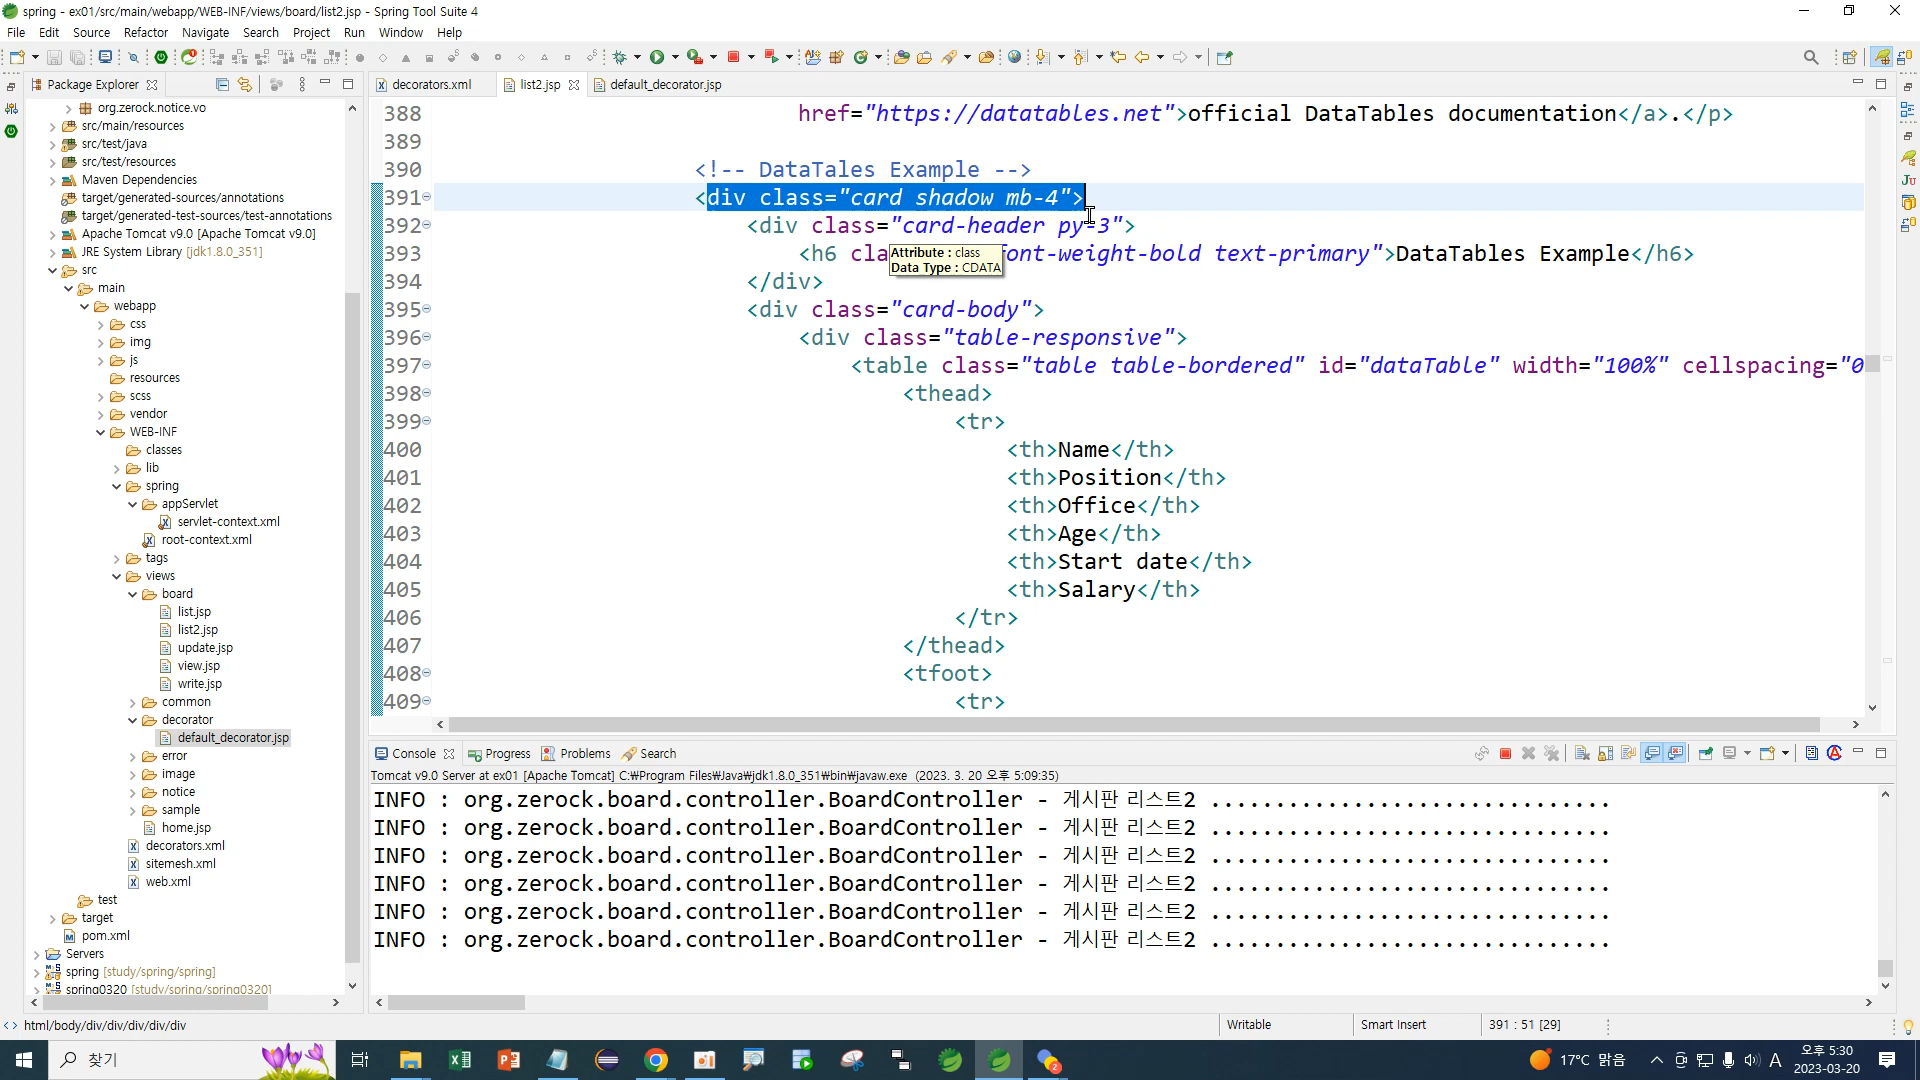 spring - ex01/src/main/webapp/WEB-INF/views/board/list2.jsp - Spring Tool Suite 4
File Edit Source Refactor Navigate Search Project Run Window Help
Package Explorer
decorators.xml
list2.jsp
default_decorator.jsp
org.zerock.notice.vo
src/main/resources
src/test/java
src/test/resources
Maven Dependencies
target/generated-sources/annotations
target/generated-test-sources/test-annotations
Apache Tomcat v9.0 [Apache Tomcat v9.0]
JRE System Library [jdk1.8.0_351]
src
main
webapp
css
img
js
resources
scss
vendor
WEB-INF
classes
lib
spring
appServlet
servlet-context.xml
root-context.xml
tags
views
board
list.jsp
list2.jsp
update.jsp
view.jsp
write.jsp
common
decorator
default_decorator.jsp
error
image
notice
sample
home.jsp
decorators.xml
sitemesh.xml
web.xml
test
target
pom.xml
Servers
spring [study/spring/spring]
spring0320 [study/spring/spring0320]
388 href="https://datatables.net">official DataTables documentation</a>.</p>
389
390 <!-- DataTales Example -->
391 <div class="card shadow mb-4">
392 <div class="card-header py-3">
393 <h6 cla font-weight-bold text-primary">DataTables Example</h6>
Attribute : class
Data Type : CDATA
394 </div>
395 <div class="card-body">
396 <div class="table-responsive">
397 <table class="table table-bordered" id="dataTable" width="100%" cellspacing="0
398 <thead>
399 <tr>
400 <th>Name</th>
401 <th>Position</th>
402 <th>Office</th>
403 <th>Age</th>
404 <th>Start date</th>
405 <th>Salary</th>
406 </tr>
407 </thead>
408 <tfoot>
409 <tr>
Console Progress Problems Search
Tomcat v9.0 Server at ex01 [Apache Tomcat] C:₩Program Files₩Java₩jdk1.8.0_351₩bin₩javaw.exe (2023. 3. 20 오후 5:09:35)
INFO : org.zerock.board.controller.BoardController - 게시판 리스트2 ...............................
INFO : org.zerock.board.controller.BoardController - 게시판 리스트2 ...............................
INFO : org.zerock.board.controller.BoardController - 게시판 리스트2 ...............................
INFO : org.zerock.board.controller.BoardController - 게시판 리스트2 ...............................
INFO : org.zerock.board.controller.BoardController - 게시판 리스트2 ...............................
INFO : org.zerock.board.controller.BoardController - 게시판 리스트2 ...............................
html/body/div/div/div/div/div
Writable
Smart Insert
391 : 51 [29]
찾기
17°C 맑음
A
오후 5:30
2023-03-20